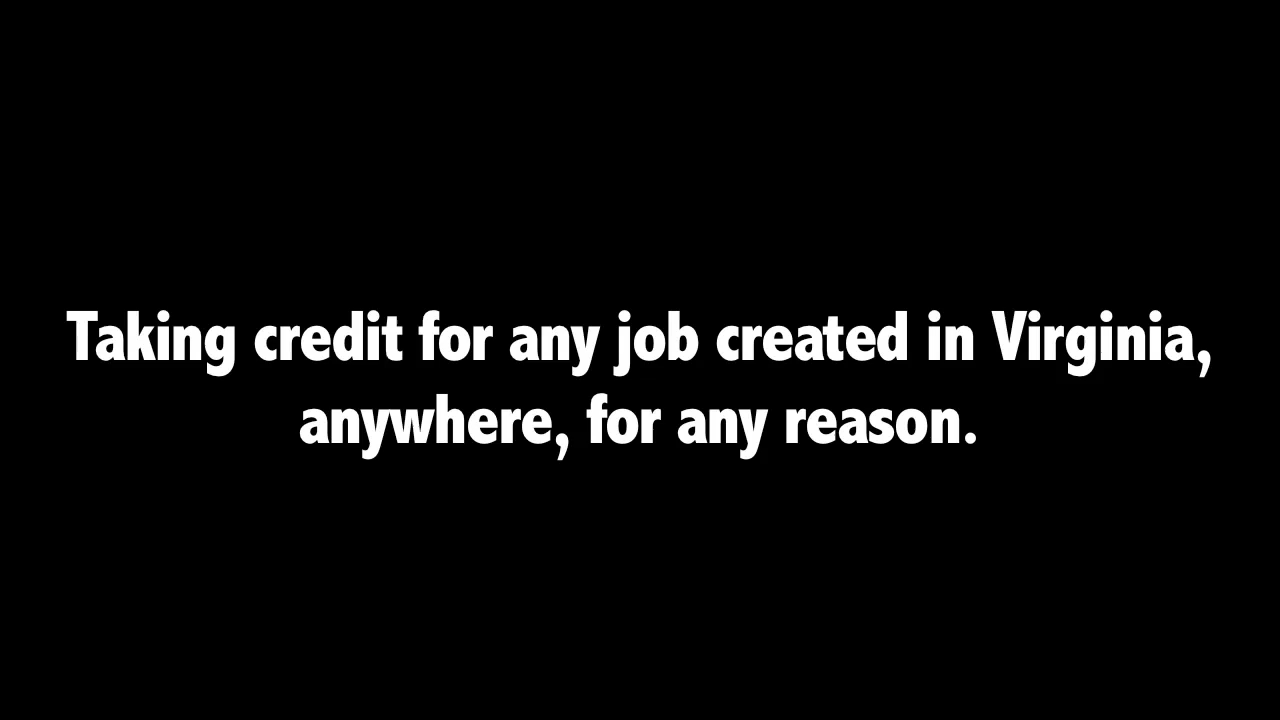 Taking credit for any job created in Virginia,
anywhere, for any reason.